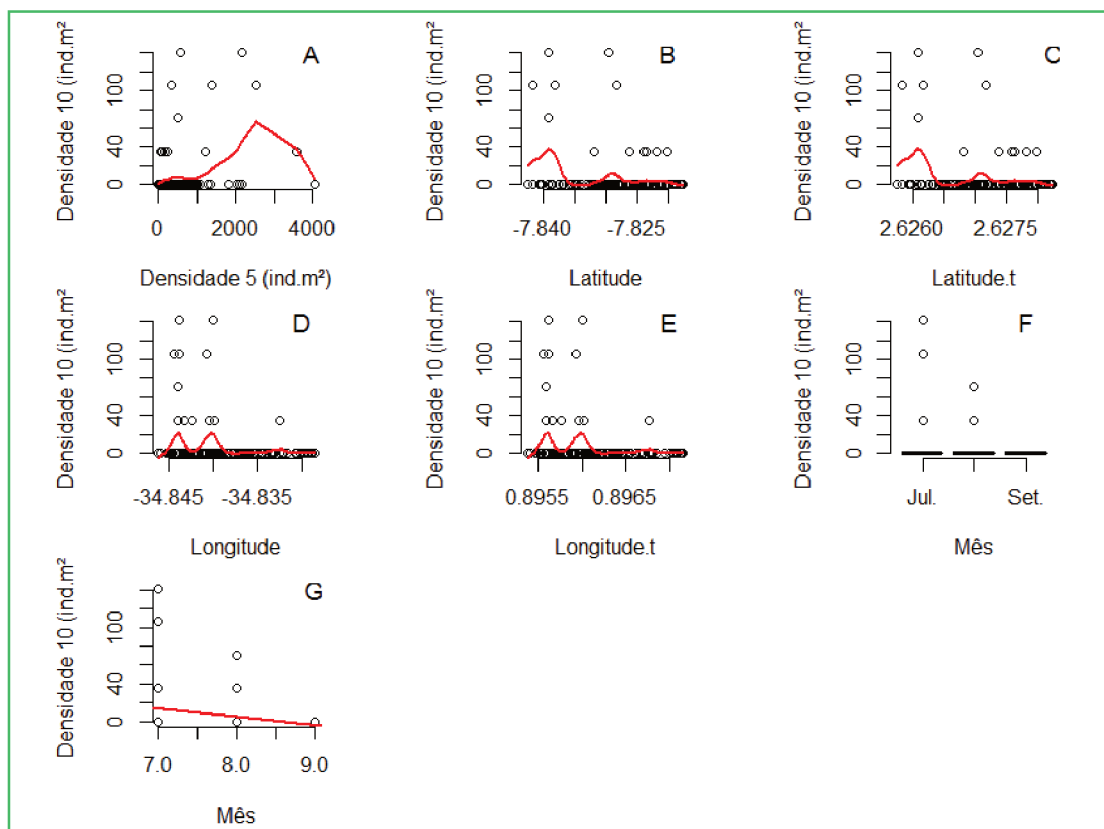 A
Densidade 10 (ind.m²
0 40 100
0 2000 4000
Densidade 5 (ind.m²)
B
Densidade 10 (ind.m²
0 40 100
-7.840 -7.825
Latitude
C
Densidade 10 (ind.m²
0 40 100
2.6260 2.6275
Latitude.t
D
Densidade 10 (ind.m²
0 40 100
-34.845 -34.835
Longitude
E
Densidade 10 (ind.m²
0 40 100
0.8955 0.8965
Longitude.t
F
Densidade 10 (ind.m²
0 40 100
Jul. Set.
Mês
G
Densidade 10 (ind.m²
0 40 100
7.0 8.0 9.0
Mês